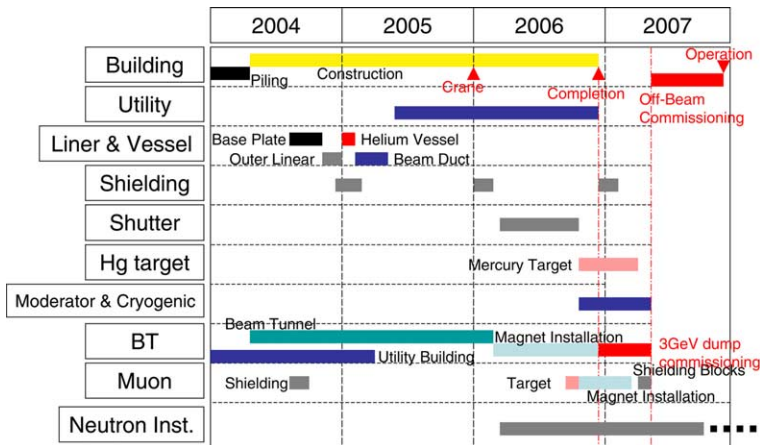 2004 2005 2006 2007
Operation
Building
Piling
Construction
Crane
Completion
Off-Beam
Commissioning
Utility
Liner & Vessel
Base Plate
Helium Vessel
Outer Linear
Beam Duct
Shielding
Shutter
Hg target
Mercury Target
Moderator & Cryogenic
BT
Beam Tunnel
Magnet Installation
Utility Building
3GeV dump
commissioning
Muon
Shielding
Target
Shielding Blocks
Magnet Installation
Neutron Inst.